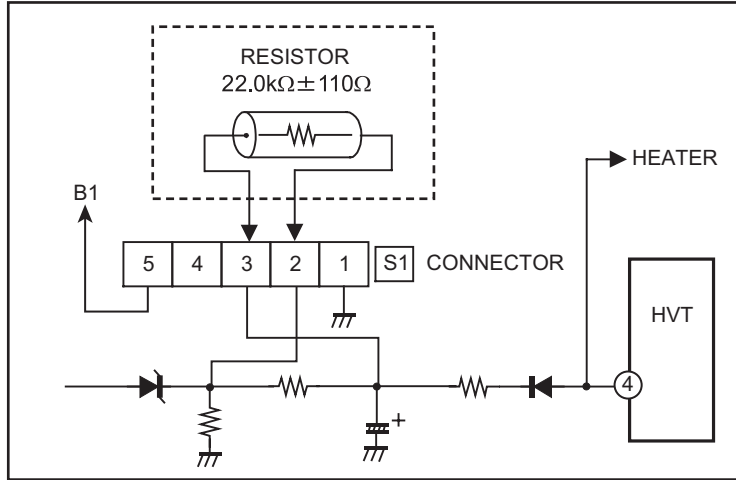 RESISTOR
22.0kΩ±110Ω
HEATER
B1
5 4 3 2 1 S1 CONNECTOR
HVT
4
+